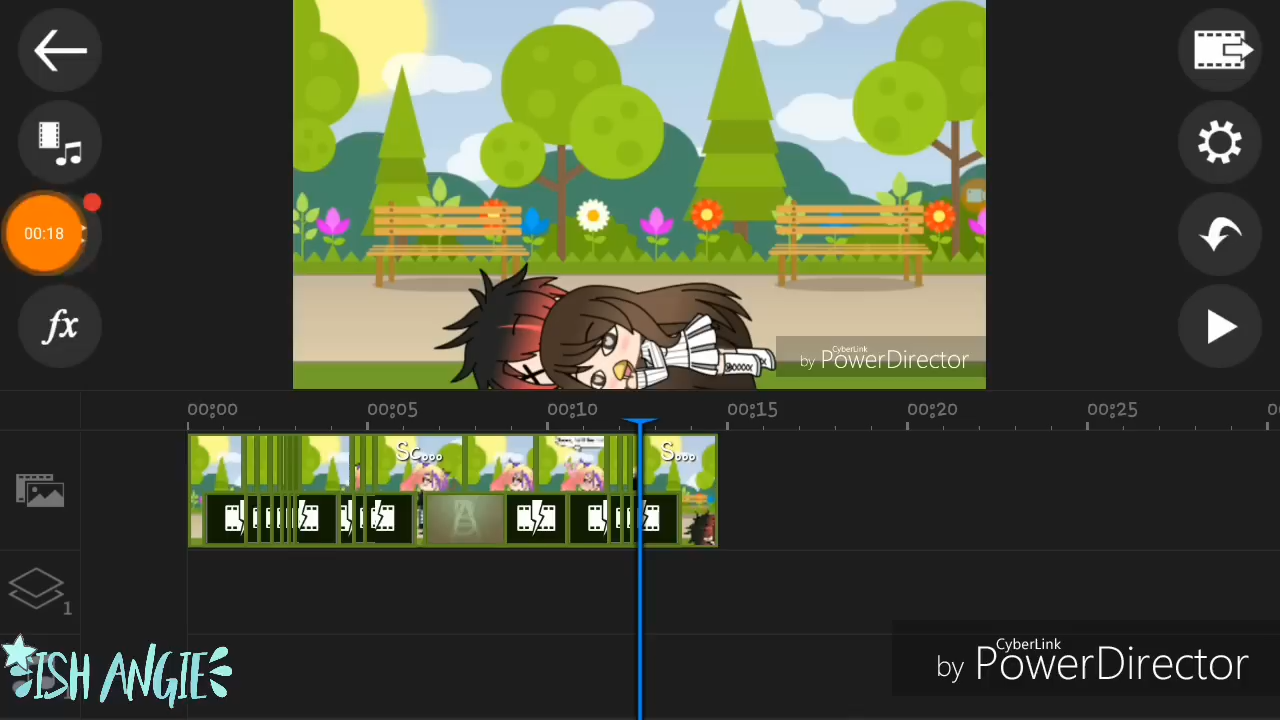 00:18
fx
CyberLink
by PowerDirector
00:00
00:05
00:10
00:15
00:20
00:25
Sc...
S...
1
ISH ANGIE
CyberLink
by PowerDirector